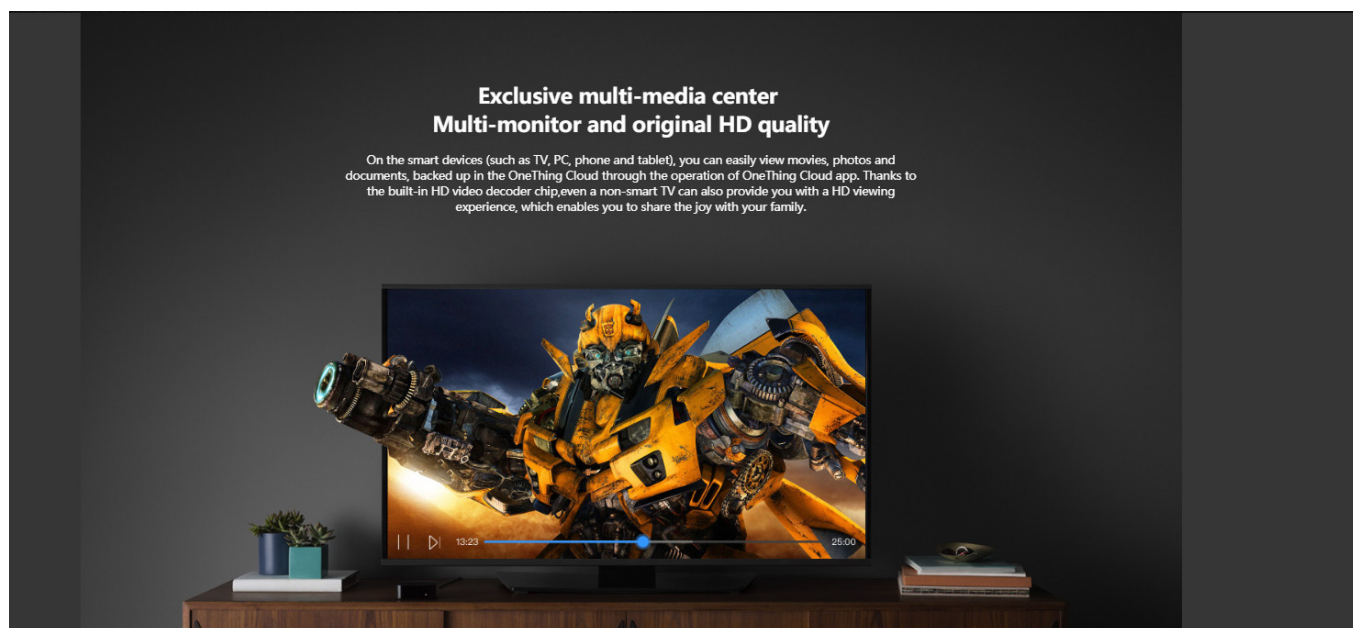 Exclusive multi-media center
Multi-monitor and original HD quality
On the smart devices (such as TV, PC, phone and tablet), you can easily view movies, photos and
documents, backed up in the OneThing Cloud through the operation of OneThing Cloud app. Thanks to
the built-in HD video decoder chip,even a non-smart TV can also provide you with a HD viewing
experience, which enables you to share the joy with your family.
13:23
25:00